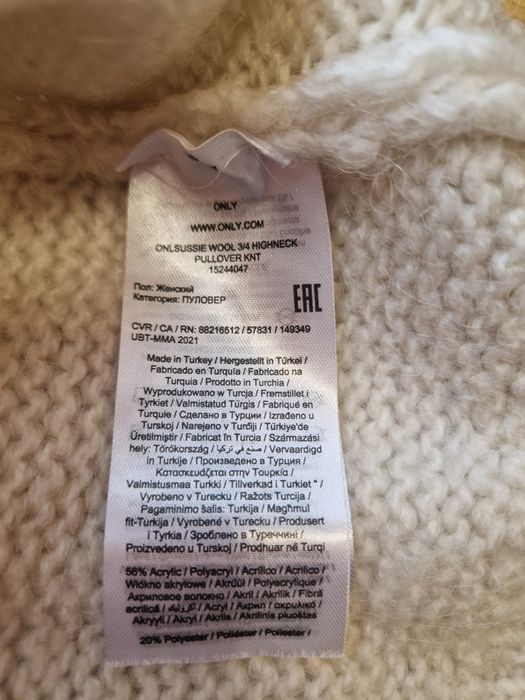 ONLY
WWW.ONLY.COM
ONLSUSSIE WOOL 3/4 HIGHNECK
PULLOVER KNT
15244047
Пол: Женский
Категория: ПУЛОВЕР
EAC
CVR / CA / RN: 88216512 / 57831 / 149349
UBT-MMA 2021
Made in Turkey / Hergestellt in Türkei /
Fabricado en Turquía / Fabricado na
Turquia / Prodotto in Turchia /
Wyprodukowano w Turcja / Fremstillet i
Tyrkiet / Valmistatud Türgis / Fabriqué en
Turquie / Сделано в Турции / Izrađeno u
Turskoj / Narejeno v Turčiji / Türkiye'de
Üretilmiştir / Fabricat în Turcia / Származási
hely: Törökország / صنع في تركيا / Vervaardigd
in Turkije / Произведено в Турция /
Κατασκευάζεται στην Τουρκία /
Valmistusmaa Turkki / Tillverkad i Turkiet " /
Vyrobeno v Turecku / Ražots Turcija /
Pagaminimo šalis: Turkija / Magħmul
fit-Turkija / Vyrobené v Turecku / Produsert
i Tyrkia / Зроблено в Туреччині /
Proizvedeno u Turskoj / Prodhuar në Turqi
56% Acrylic / Polyacryl / Acrílico / Acrílico /
Włókno akrylowe / Akrüül / Polyacrylique /
Акриловое волокно / Akril / Akrilik / Fibră
acrilică / أكريليك / Acryl / Акрил / ακρυλικό /
Akryyli / Akryl / Akrils / Akrilinis pluoštas
20% Polyester / Poliéster / Poliester /